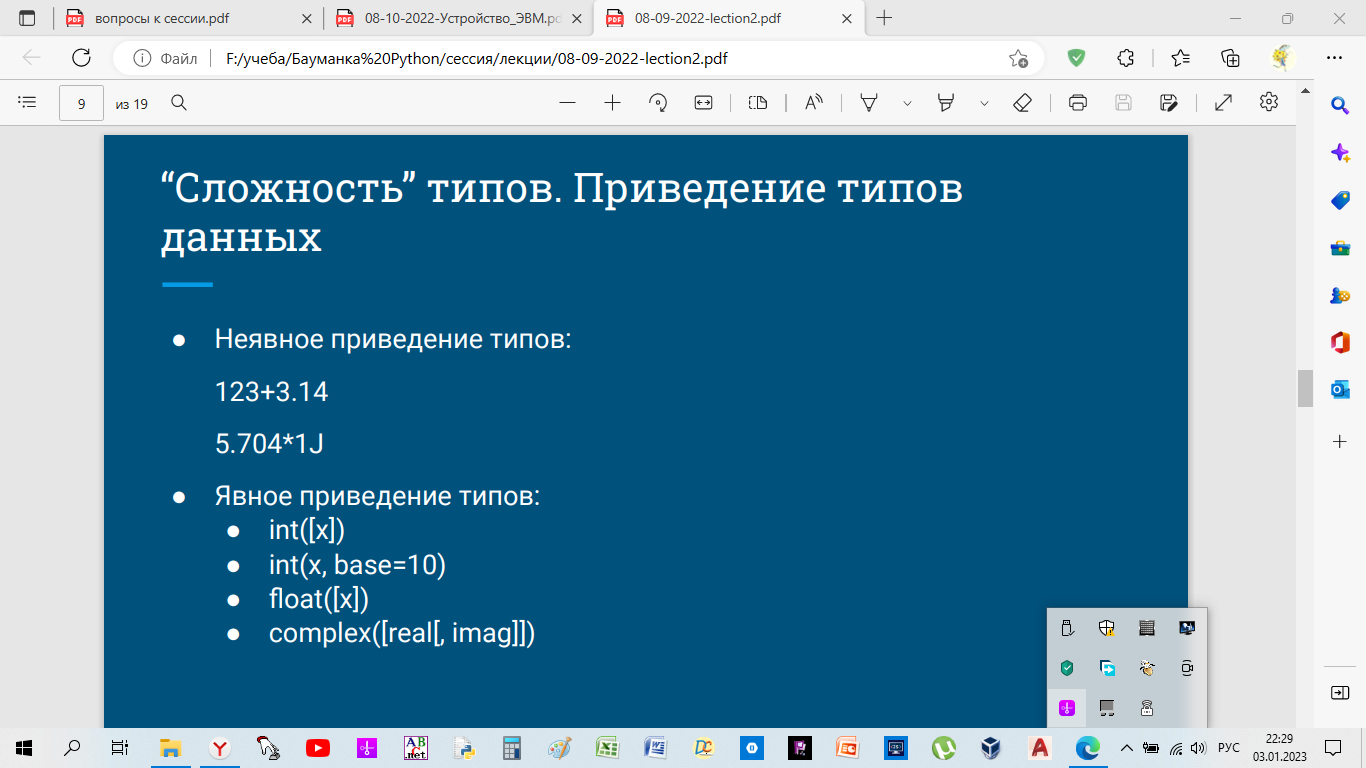 вопросы к сессии.pdf
08-10-2022-Устройство_ЭВМ.pd
08-09-2022-lection2.pdf
Файл
F:/учеба/Бауманка%20Python/сессия/лекции/08-09-2022-lection2.pdf
9
из 19
“Сложность” типов. Приведение типов
данных
● Неявное приведение типов:
123+3.14
5.704*1J
● Явное приведение типов:
● int([x])
● int(x, base=10)
● float([x])
● complex([real[, imag]])
РУС
22:29
03.01.2023